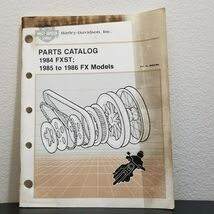 Harley-Davidson, Inc.
PARTS CATALOG
1984 FXST;
1985 to 1986 FX Models